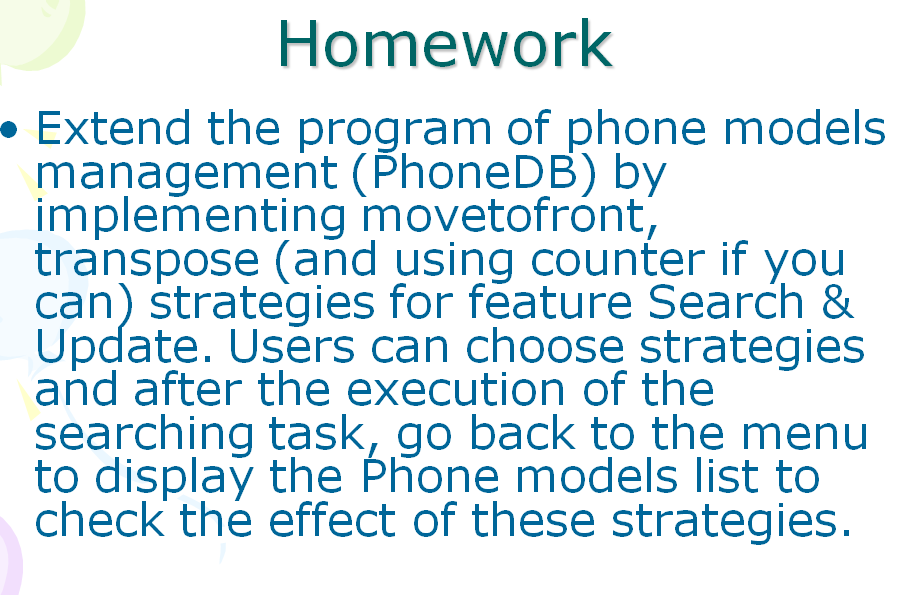 Homework
• Extend the program of phone models
management (PhoneDB) by
implementing movetofront,
transpose (and using counter if you
can) strategies for feature Search &
Update. Users can choose strategies
and after the execution of the
searching task, go back to the menu
to display the Phone models list to
check the effect of these strategies.